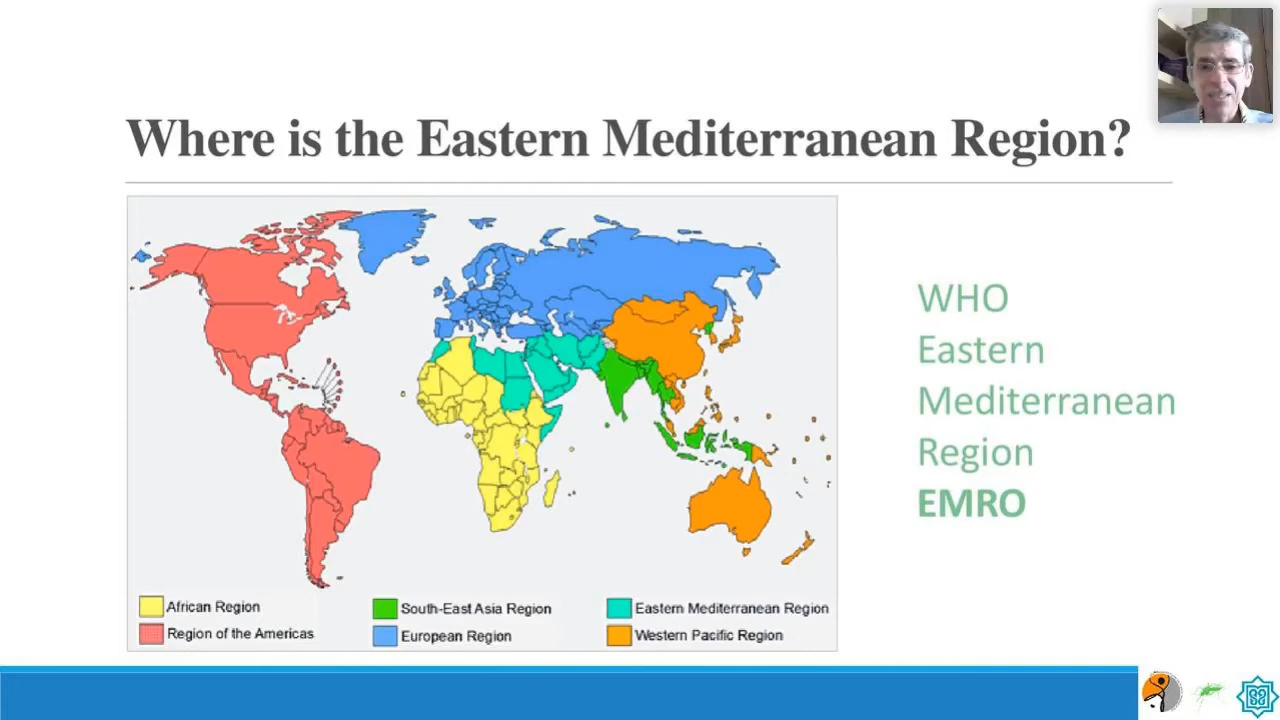 Where is the Eastern Mediterranean Region?
WHO
Eastern
Mediterranean
Region
EMRO
African Region
South-East Asia Region
Eastern Mediterranean Region
Region of the Americas
European Region
Western Pacific Region